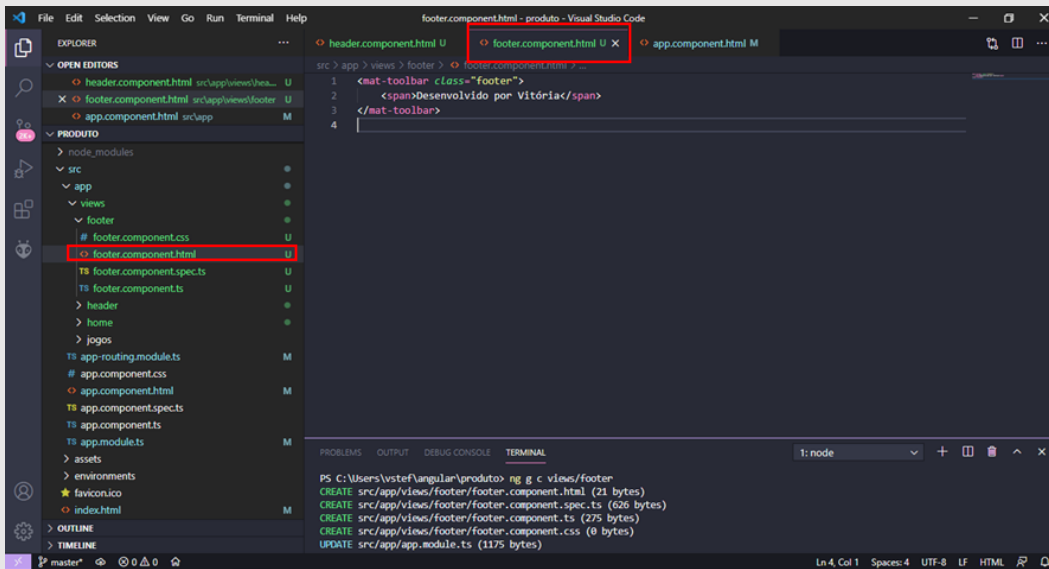 File Edit Selection View Go Run Terminal Help
footer.component.html - produto - Visual Studio Code
EXPLORER
OPEN EDITORS
header.component.html src\app\views\hea... U
footer.component.html src\app\views\footer U
app.component.html src\app M
PRODUTO
node_modules
src
app
views
footer
# footer.component.css U
footer.component.html U
TS footer.component.spec.ts U
TS footer.component.ts U
header
home
jogos
TS app-routing.module.ts M
# app.component.css
app.component.html M
TS app.component.spec.ts
TS app.component.ts
TS app.module.ts M
assets
environments
favicon.ico
index.html M
OUTLINE
TIMELINE
header.component.html U
footer.component.html U
app.component.html M
src > app > views > footer > footer.component.html > ...
1 <mat-toolbar class="footer">
2 <span>Desenvolvido por Vitória</span>
3 </mat-toolbar>
4
PROBLEMS OUTPUT DEBUG CONSOLE TERMINAL
1: node
PS C:\Users\vstef\angular\produto> ng g c views/footer
CREATE src/app/views/footer/footer.component.html (21 bytes)
CREATE src/app/views/footer/footer.component.spec.ts (626 bytes)
CREATE src/app/views/footer/footer.component.ts (275 bytes)
CREATE src/app/views/footer/footer.component.css (0 bytes)
UPDATE src/app/app.module.ts (1175 bytes)
master* 0 0
Ln 4, Col 1 Spaces: 4 UTF-8 LF HTML